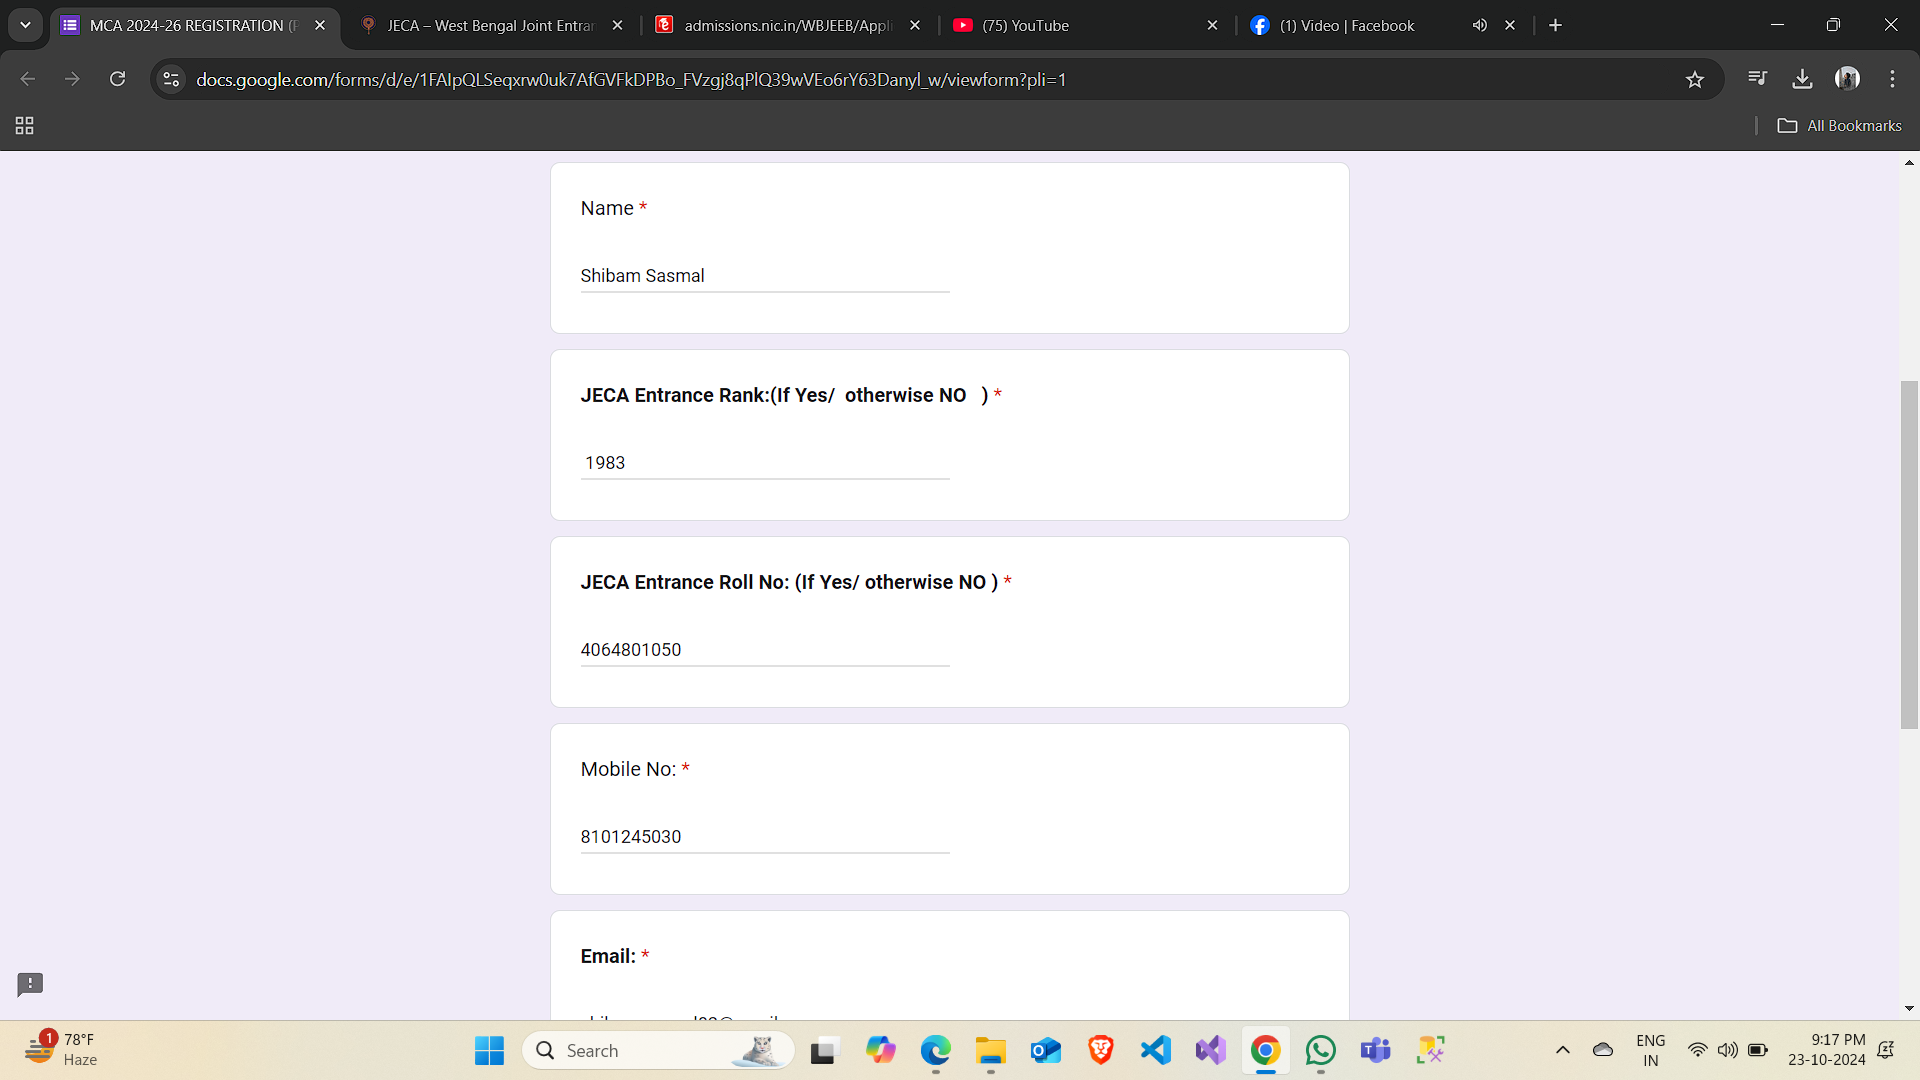 MCA 2024-26 REGISTRATION (P
JECA – West Bengal Joint Entran
admissions.nic.in/WBJEEB/Appli
(75) YouTube
(1) Video | Facebook
docs.google.com/forms/d/e/1FAIpQLSeqxrw0uk7AfGVFkDPBo_FVzgj8qPlQ39wVEo6rY63Danyl_w/viewform?pli=1
All Bookmarks
Name *
Shibam Sasmal
JECA Entrance Rank:(If Yes/ otherwise NO ) *
1983
JECA Entrance Roll No: (If Yes/ otherwise NO ) *
4064801050
Mobile No: *
8101245030
Email: *
1
78°F
Haze
Search
ENG
IN
9:17 PM
23-10-2024